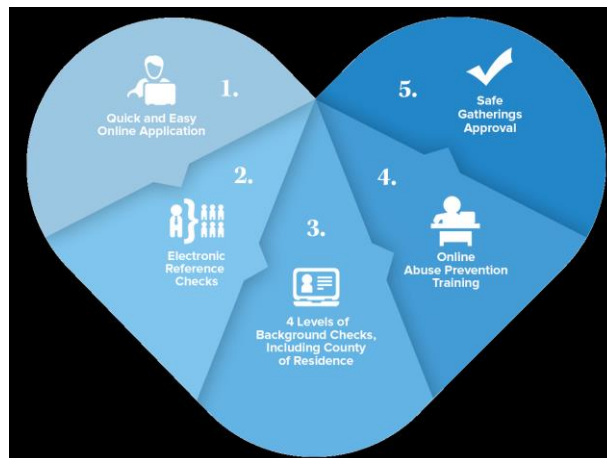 1.
Quick and Easy
Online Application
2.
Electronic
Reference
Checks
3.
4 Levels of
Background Checks,
Including County
of Residence
4.
Online
Abuse Prevention
Training
5.
Safe
Gatherings
Approval